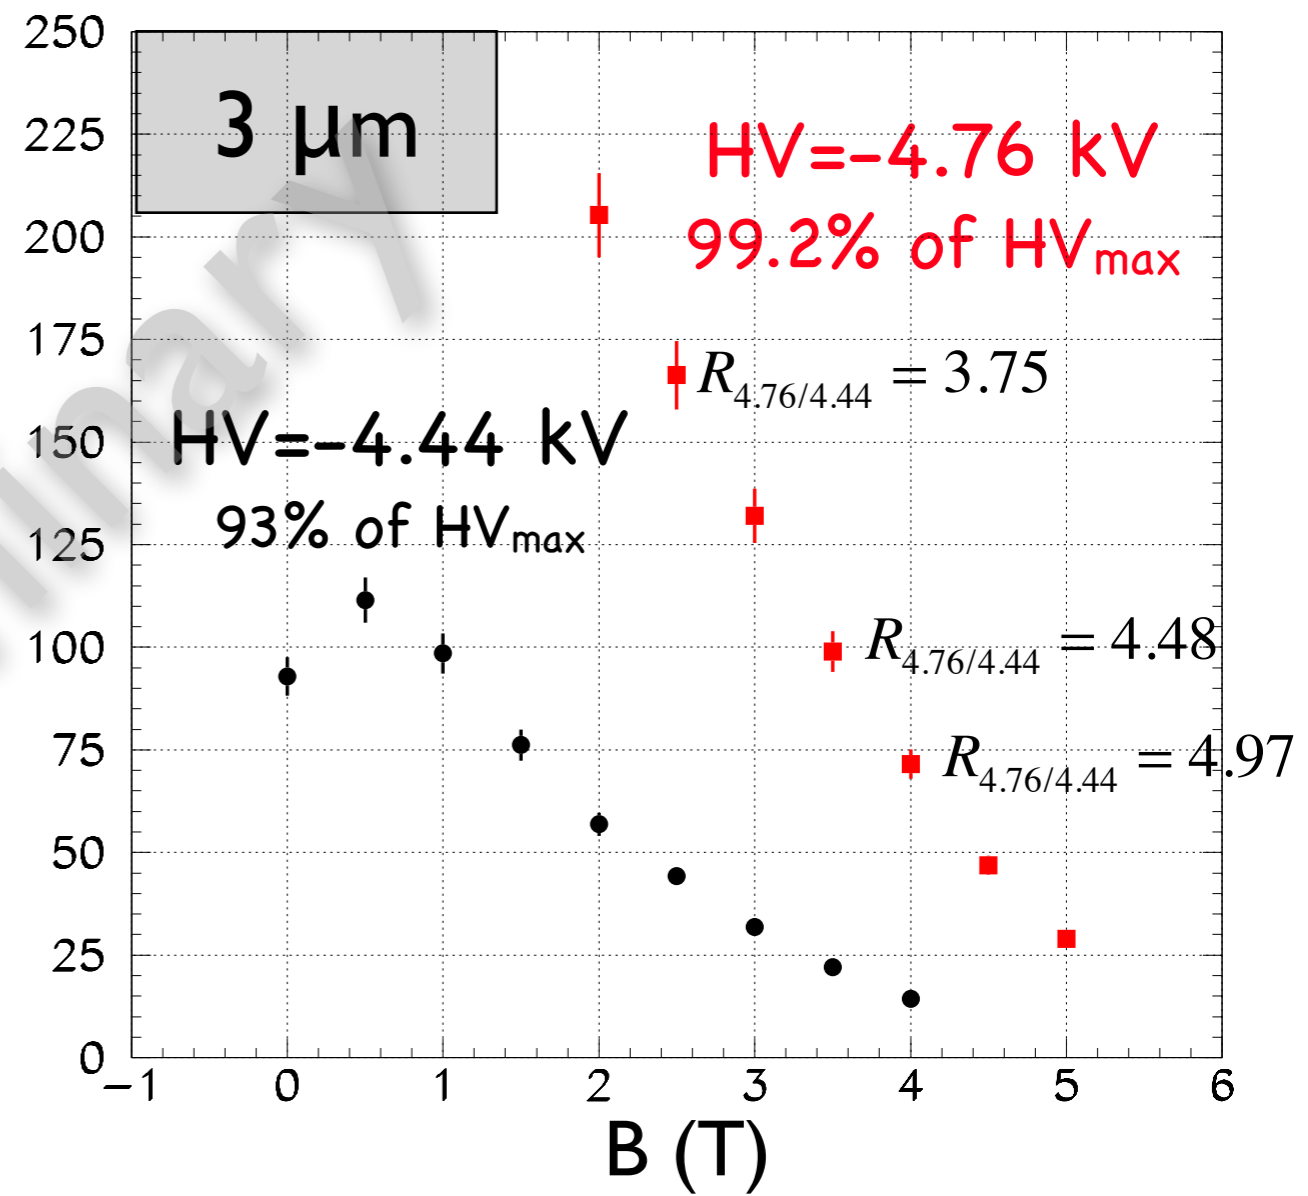 250
225
200
175
150
125
100
75
50
25
0
3 µm
HV=-4.76 kV
99.2% of HVmax
R4.76/4.44 = 3.75
HV=-4.44 kV
93% of HVmax
R4.76/4.44 = 4.48
R4.76/4.44 = 4.97
−1 0 1 2 3 4 5 6
B (T)
inary